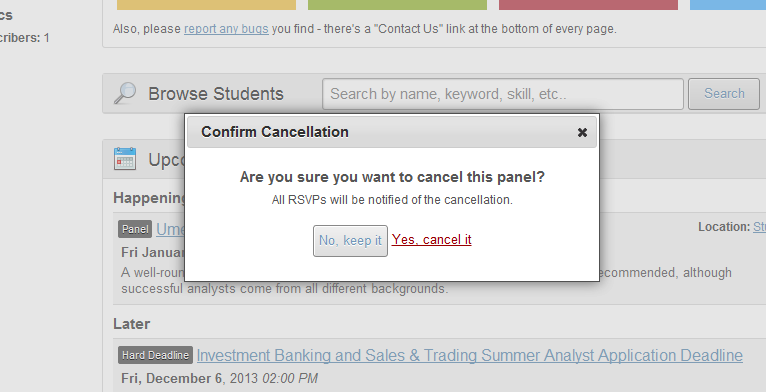 cs
cribers: 1
Also, please report any bugs you find - there's a "Contact Us" link at the bottom of every page.
Browse Students
Search by name, keyword, skill, etc..
Search
Confirm Cancellation
Are you sure you want to cancel this panel?
All RSVPs will be notified of the cancellation.
No, keep it Yes, cancel it
Upco
Happening
Panel Ume
Location: St
Fri Januar
A well-roun ecommended, although
successful analysts come from all different backgrounds.
Later
Hard Deadline Investment Banking and Sales & Trading Summer Analyst Application Deadline
Fri, December 6, 2013 02:00 PM